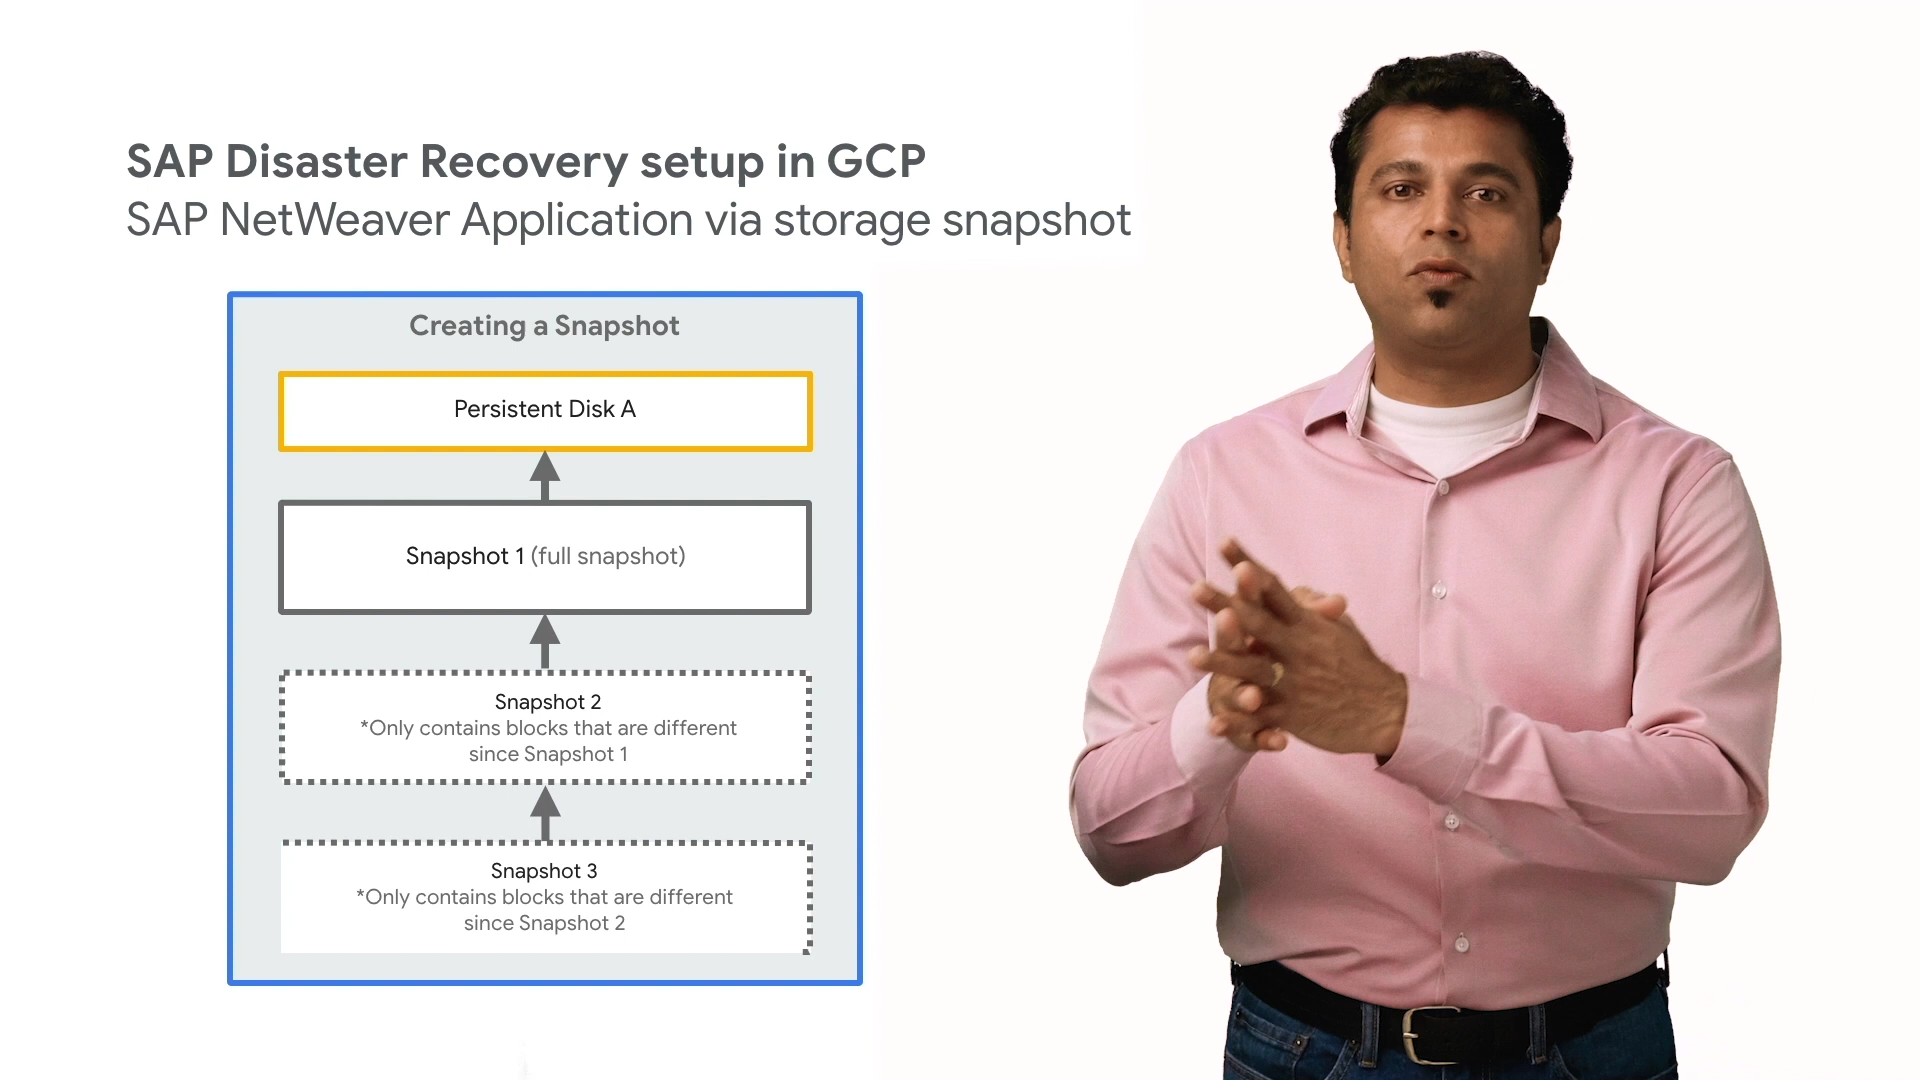 SAP Disaster Recovery setup in GCP
SAP NetWeaver Application via storage snapshot
Creating a Snapshot
Persistent Disk A
Snapshot 1 (full snapshot)
Snapshot 2
*Only contains blocks that are different
since Snapshot 1
Snapshot 3
*Only contains blocks that are different
since Snapshot 2